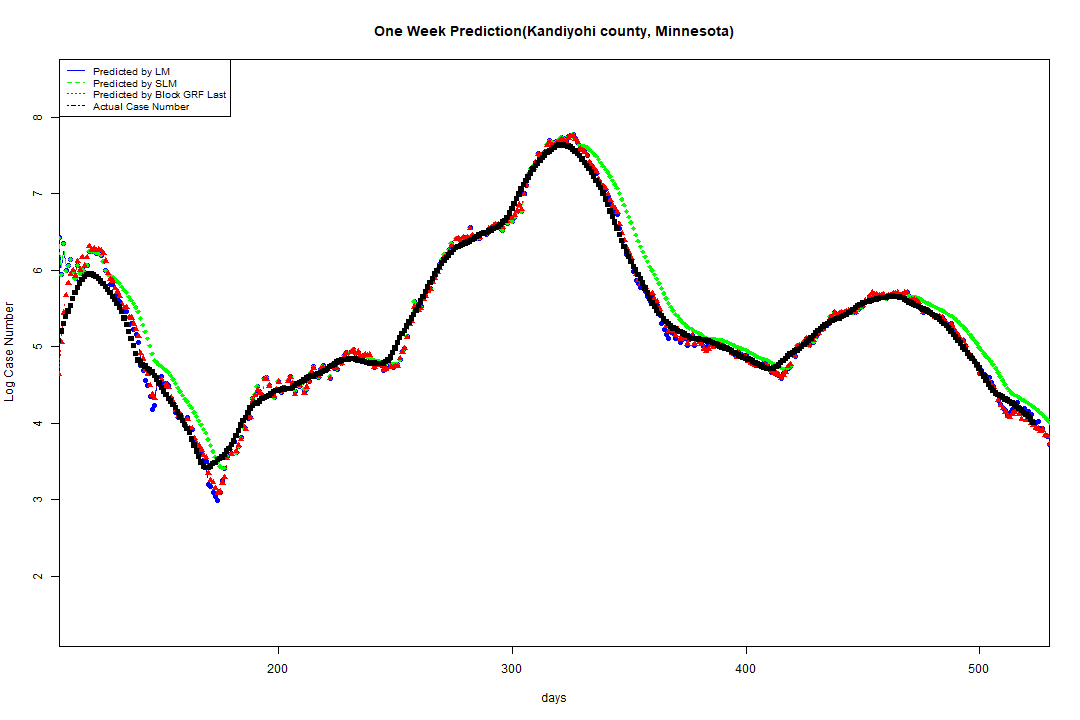 One Week Prediction(Kandiyohi county, Minnesota)
Predicted by LM
Predicted by SLM
Predicted by Block GRF Last
Actual Case Number
Log Case Number
8
7
6
5
4
3
2
200 300 400 500
days